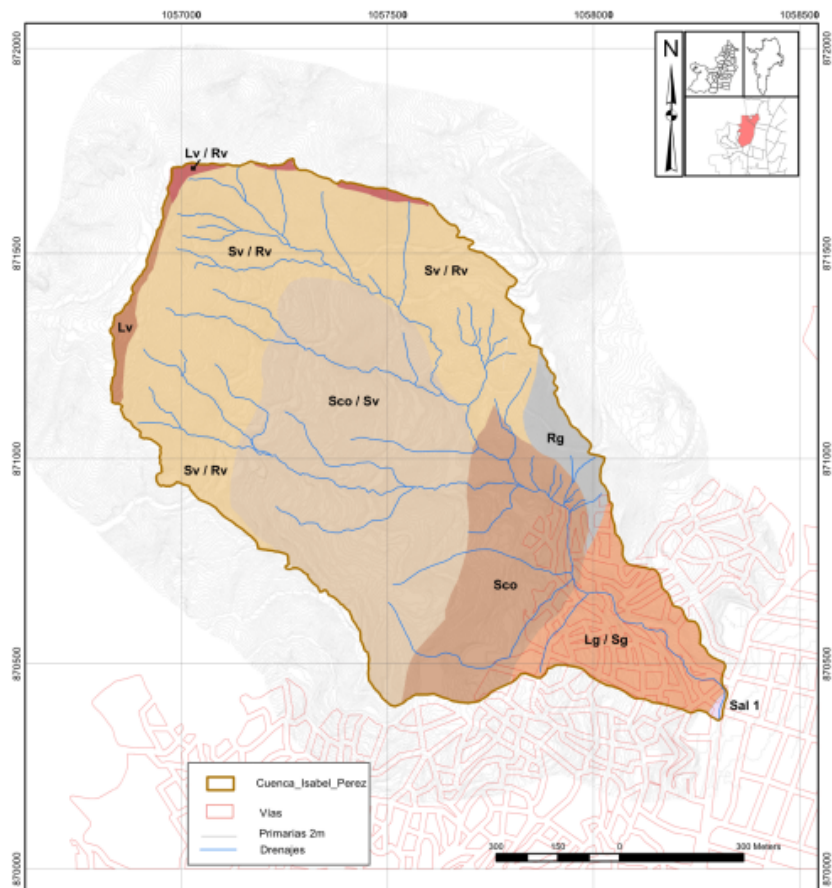 1057000
1057500
1058000
1058500
872000
872000
N
Lv / Rv
871500
871500
Sv / Rv
Sv / Rv
Lv
Sco / Sv
Rg
871000
871000
Sv / Rv
Sco
Lg / Sg
870500
870500
Sal 1
Cuenca_Isabel_Perez
Vias
Primarias 2m
Drenajes
300
150
0
300 Meters
870000
870000